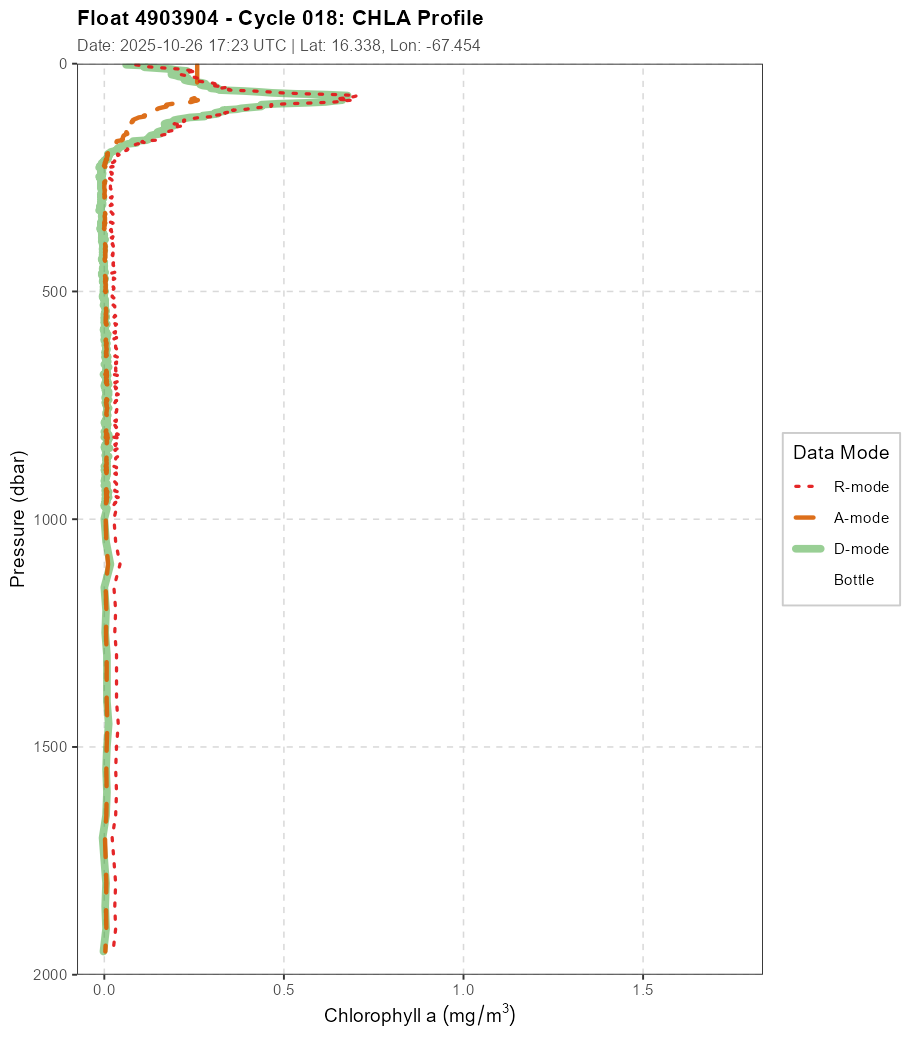 Float 4903904 - Cycle 018: CHLA Profile
Date: 2025-10-26 17:23 UTC | Lat: 16.338, Lon: -67.454
0
500
1000
1500
2000
Pressure (dbar)
0.0
0.5
1.0
1.5
Chlorophyll a (mg/m³)
Data Mode
R-mode
A-mode
D-mode
Bottle